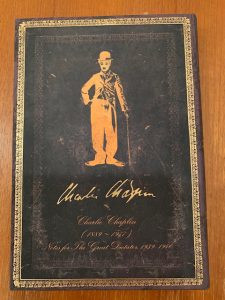 Charlie Chaplin
Charlie Chaplin
(1889 ~ 1977)
Notes for The Great Dictator, 1939-1940